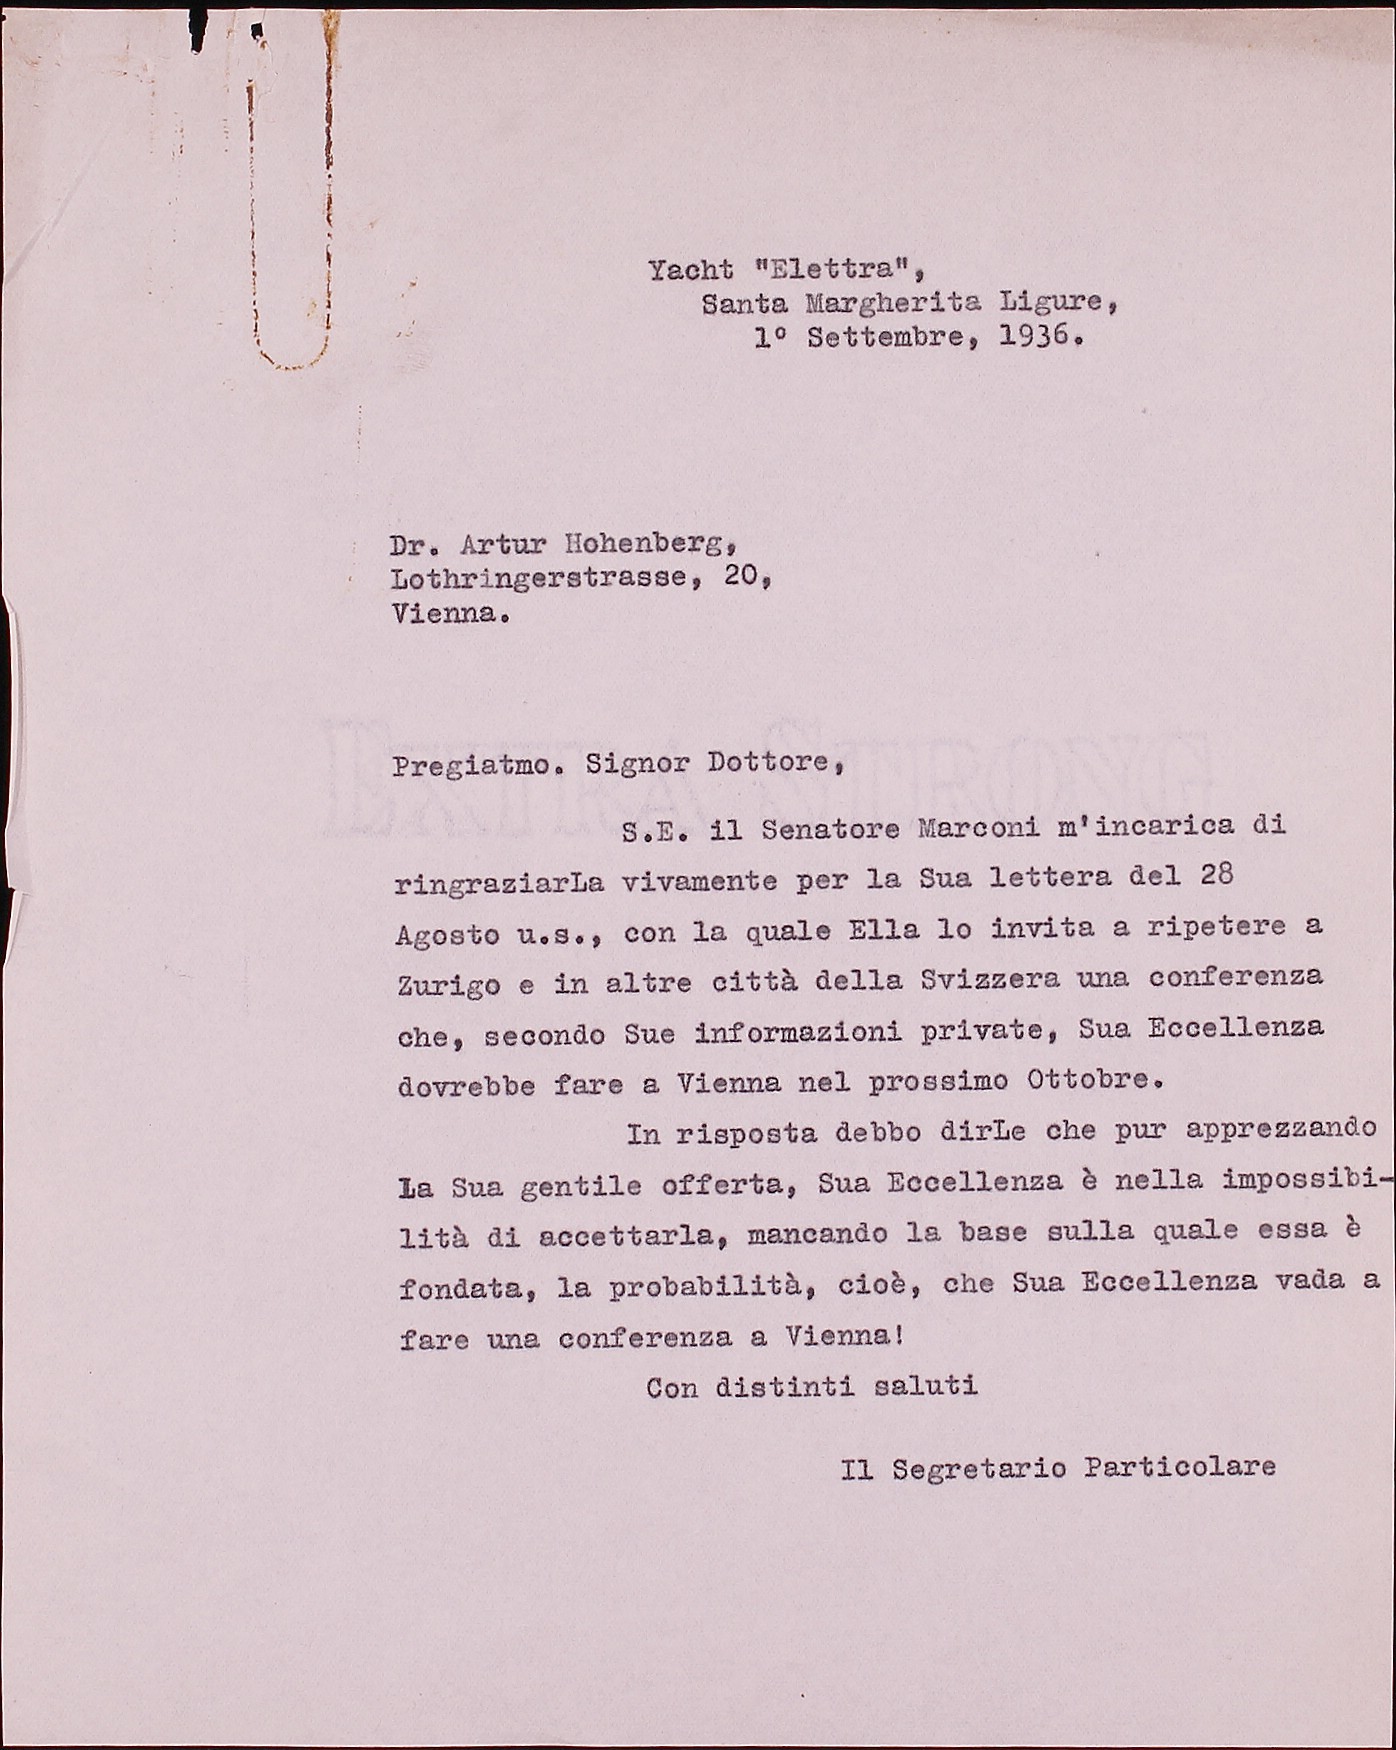 Yacht "Elettra",
Santa Margherita Ligure,
1º Settembre, 1936.
Dr. Artur Hohenberg,
Lothringerstrasse, 20,
Vienna.
Pregiatmo. Signor Dottore,
S.E. il Senatore Marconi m'incarica di
ringraziarLa vivamente per la Sua lettera del 28
Agosto u.s., con la quale Ella lo invita a ripetere a
Zurigo e in altre città della Svizzera una conferenza
che, secondo Sue informazioni private, Sua Eccellenza
dovrebbe fare a Vienna nel prossimo Ottobre.
In risposta debbo dirLe che pur apprezzando
La Sua gentile offerta, Sua Eccellenza è nella impossibi-
lità di accettarla, mancando la base sulla quale essa è
fondata, la probabilità, cioè, che Sua Eccellenza vada a
fare una conferenza a Vienna!
Con distinti saluti
Il Segretario Particolare